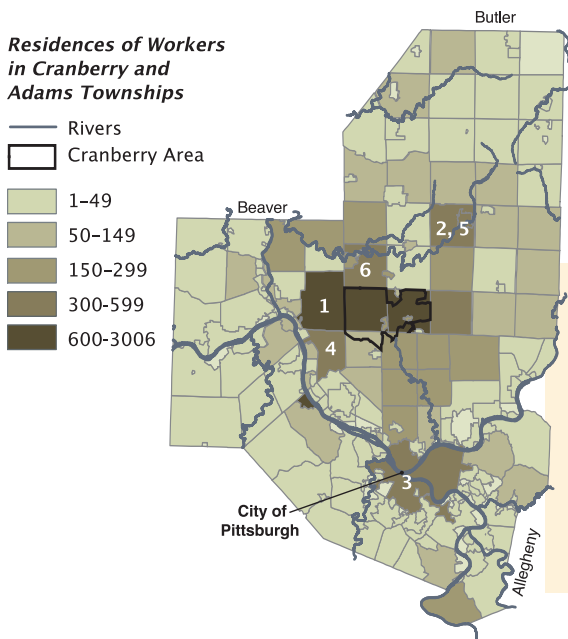 Butler
Residences of Workers
in Cranberry and
Adams Townships
Rivers
Cranberry Area
1–49
50–149
150–299
300–599
600-3006
Beaver
2, 5
6
1
4
3
City of
Pittsburgh
Allegheny